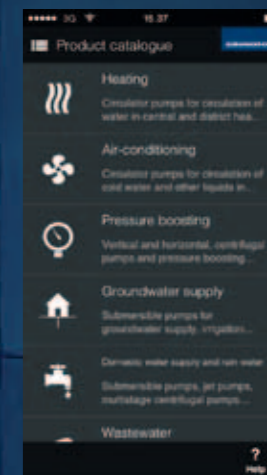 3G 16.37
Product catalogue
Heating
Circulator pumps for circulation of
water in central and district hea...
Air-conditioning
Circulator pumps for circulation of
cold water and other liquids in...
Pressure boosting
Vertical and horizontal, centrifugal
pumps and pressure boosting...
Groundwater supply
Submersible pumps for
groundwater supply, irrigation...
Domestic water supply and rain water
Submersible pumps, jet pumps,
multistage centrifugal pumps...
Wastewater
?
Help